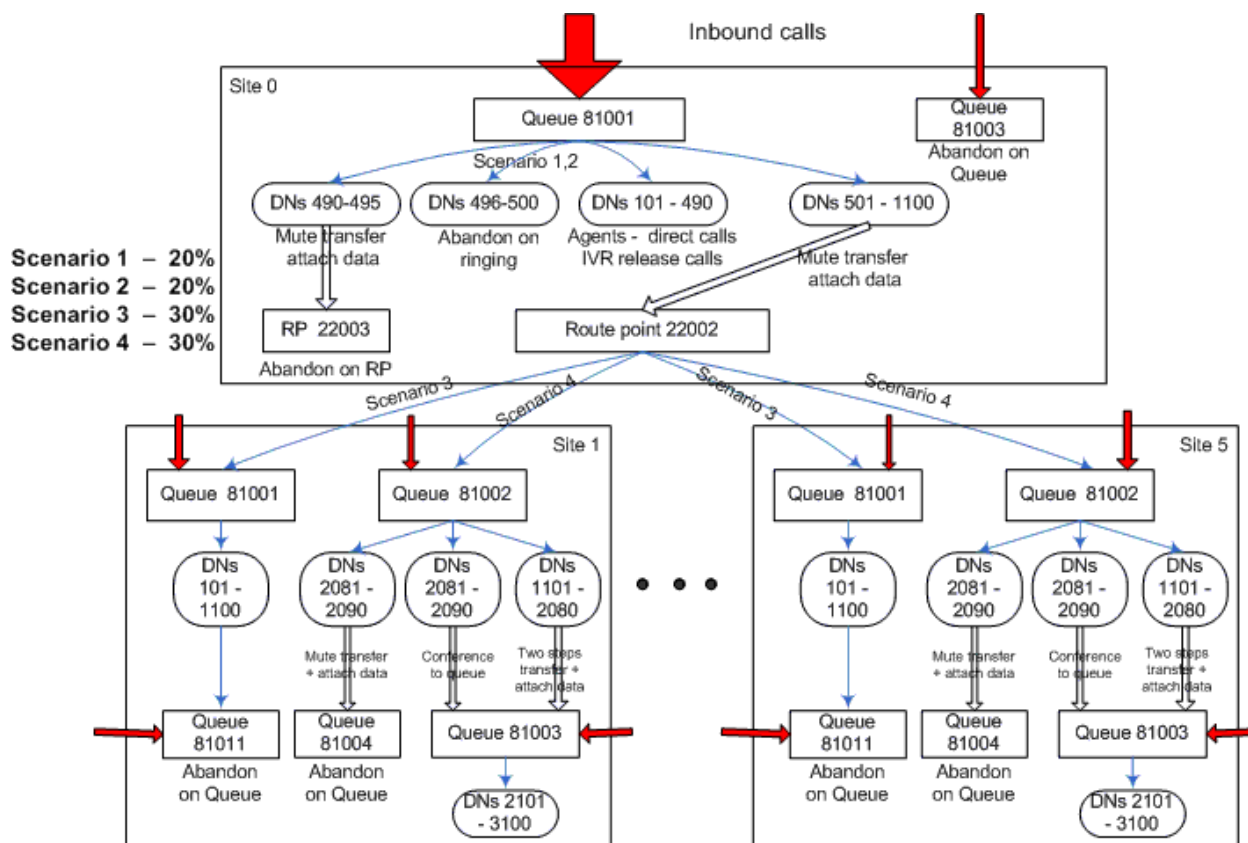 Inbound calls
Site 0
Queue 81001
Queue
81003
Abandon on
Queue
Scenario 1,2
DNs 490-495
DNs 496-500
DNs 101 - 490
DNs 501 - 1100
Mute transfer
attach data
Abandon on
ringing
Agents - direct calls
IVR release calls
Mute transfer
attach data
Scenario 1 – 20%
Scenario 2 – 20%
Scenario 3 – 30%
Scenario 4 – 30%
RP 22003
Route point 22002
Abandon on RP
Scenario 3
Scenario 4
Scenario 3
Scenario 4
Site 1
Queue 81001
Queue 81002
DNs
101 -
1100
DNs
2081 -
2090
DNs
2081 -
2090
DNs
1101 -
2080
Mute transfer
+ attach data
Conference
to queue
Two steps
transfer +
attach data
Queue
81011
Queue
81004
Queue 81003
Abandon
on Queue
Abandon
on Queue
DNs 2101
- 3100
Site 5
Queue 81001
Queue 81002
DNs
101 -
1100
DNs
2081 -
2090
DNs
2081 -
2090
DNs
1101 -
2080
Mute transfer
+ attach data
Conference
to queue
Two steps
transfer +
attach data
Queue
81011
Queue
81004
Queue 81003
Abandon
on Queue
Abandon
on Queue
DNs 2101
- 3100